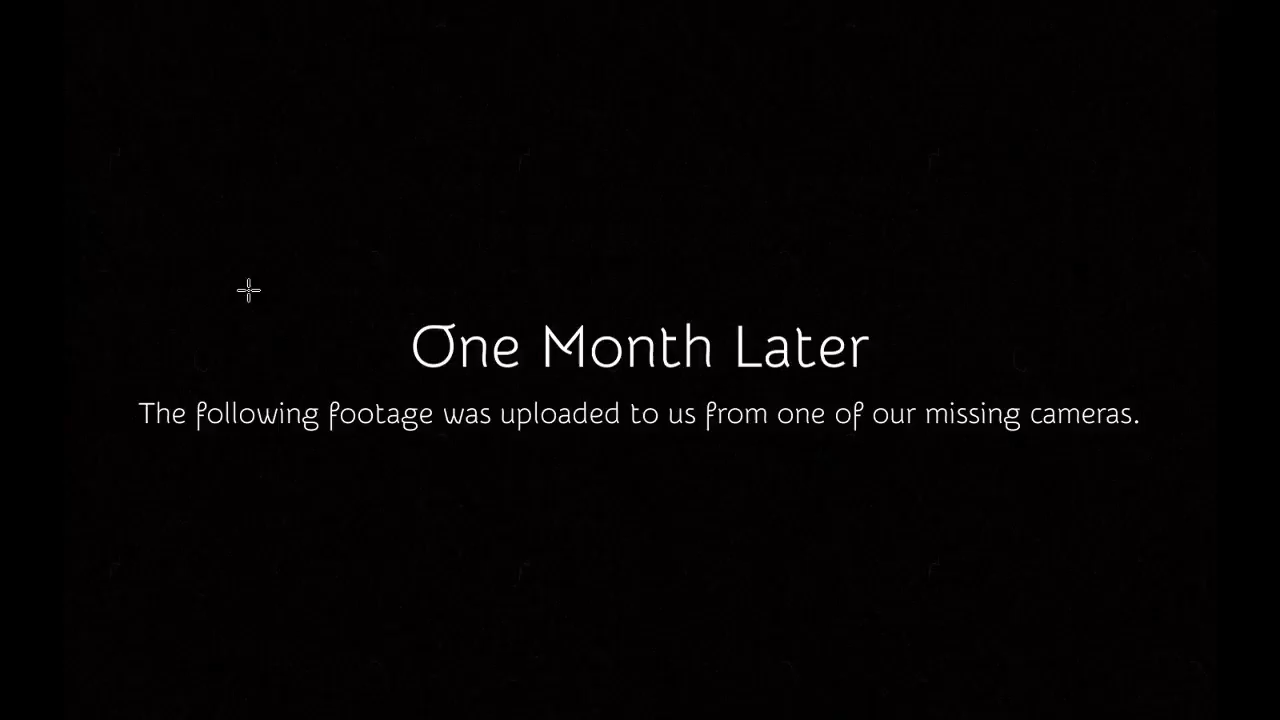 One Month Later
The following footage was uploaded to us from one of our missing cameras.